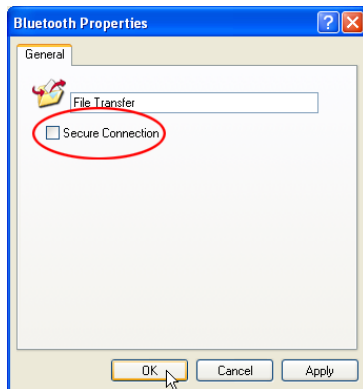 Bluetooth Properties
General
File Transfer
Secure Connection
OK Cancel Apply